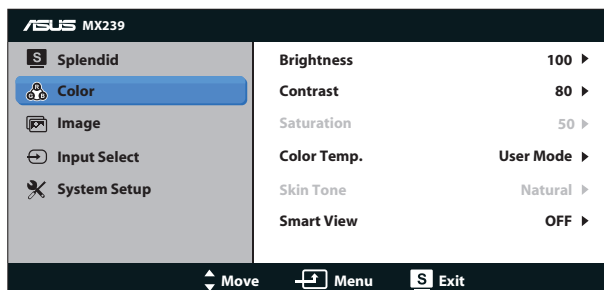 ASUS MX239
S Splendid
Color
Image
Input Select
System Setup
Brightness 100
Contrast 80
Saturation 50
Color Temp. User Mode
Skin Tone Natural
Smart View OFF
Move Menu S Exit